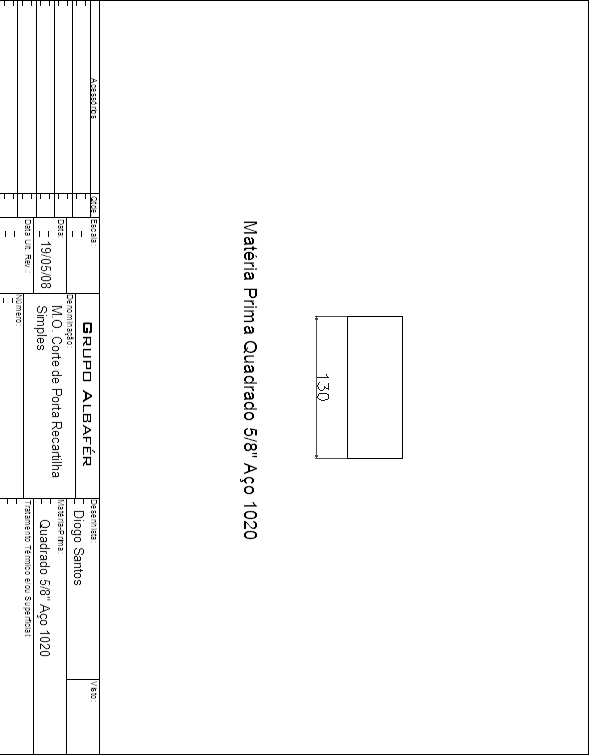 130
Matéria Prima Quadrado 5/8" Aço 1020
Acessórios
Qtde
Escala:
Data:
19/05/08
Data Ult. Rev.:
GRUPO ALBAFÉR
Denominação:
M.O. Corte de Porta Recartilha
Simples
Número:
Desenhista:
Diogo Santos
Visto:
Matéria-Prima:
Quadrado 5/8" Aço 1020
Tratamento Térmico e/ou Superficial: